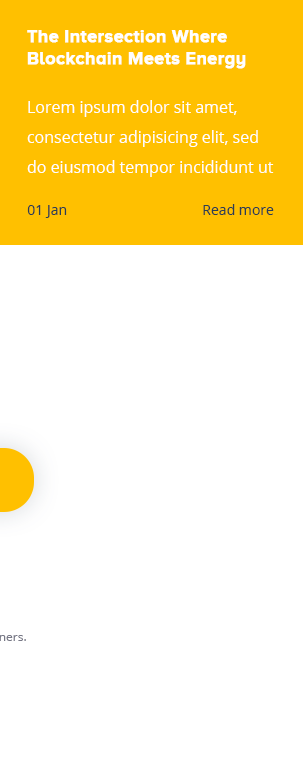 The Intersection Where
Blockchain Meets Energy
Lorem ipsum dolor sit amet,
consectetur adipisicing elit, sed
do eiusmod tempor incididunt ut
01 Jan
Read more
ners.